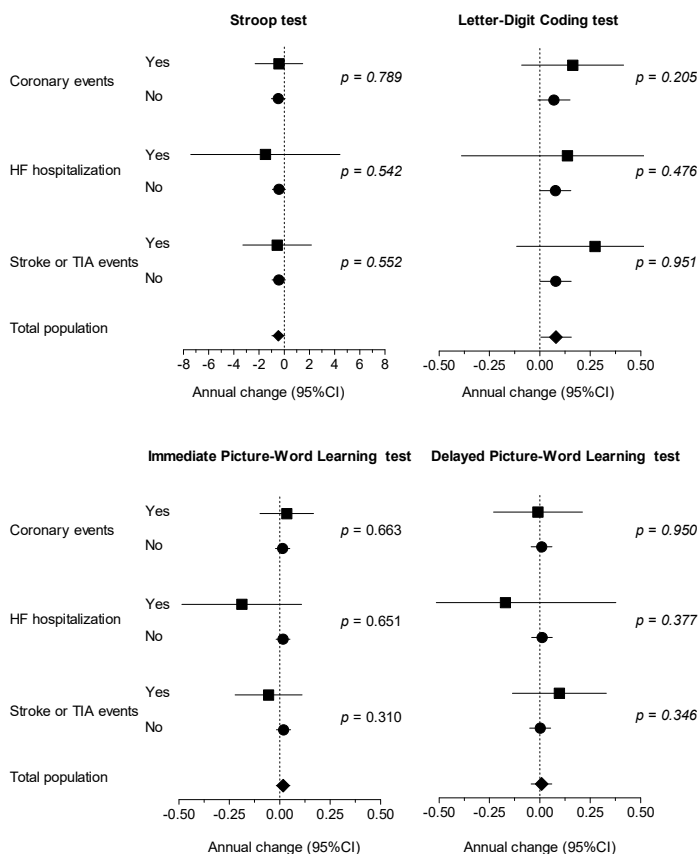 Stroop test
Letter-Digit Coding test
Coronary events
Yes
No
p = 0.789
p = 0.205
HF hospitalization
Yes
No
p = 0.542
p = 0.476
Stroke or TIA events
Yes
No
p = 0.552
p = 0.951
Total population
-8 -6 -4 -2 0 2 4 6 8
-0.50 -0.25 0.00 0.25 0.50
Annual change (95%CI)
Annual change (95%CI)
Immediate Picture-Word Learning test
Delayed Picture-Word Learning test
Coronary events
Yes
No
p = 0.663
p = 0.950
HF hospitalization
Yes
No
p = 0.651
p = 0.377
Stroke or TIA events
Yes
No
p = 0.310
p = 0.346
Total population
-0.50 -0.25 0.00 0.25 0.50
-0.50 -0.25 0.00 0.25 0.50
Annual change (95%CI)
Annual change (95%CI)